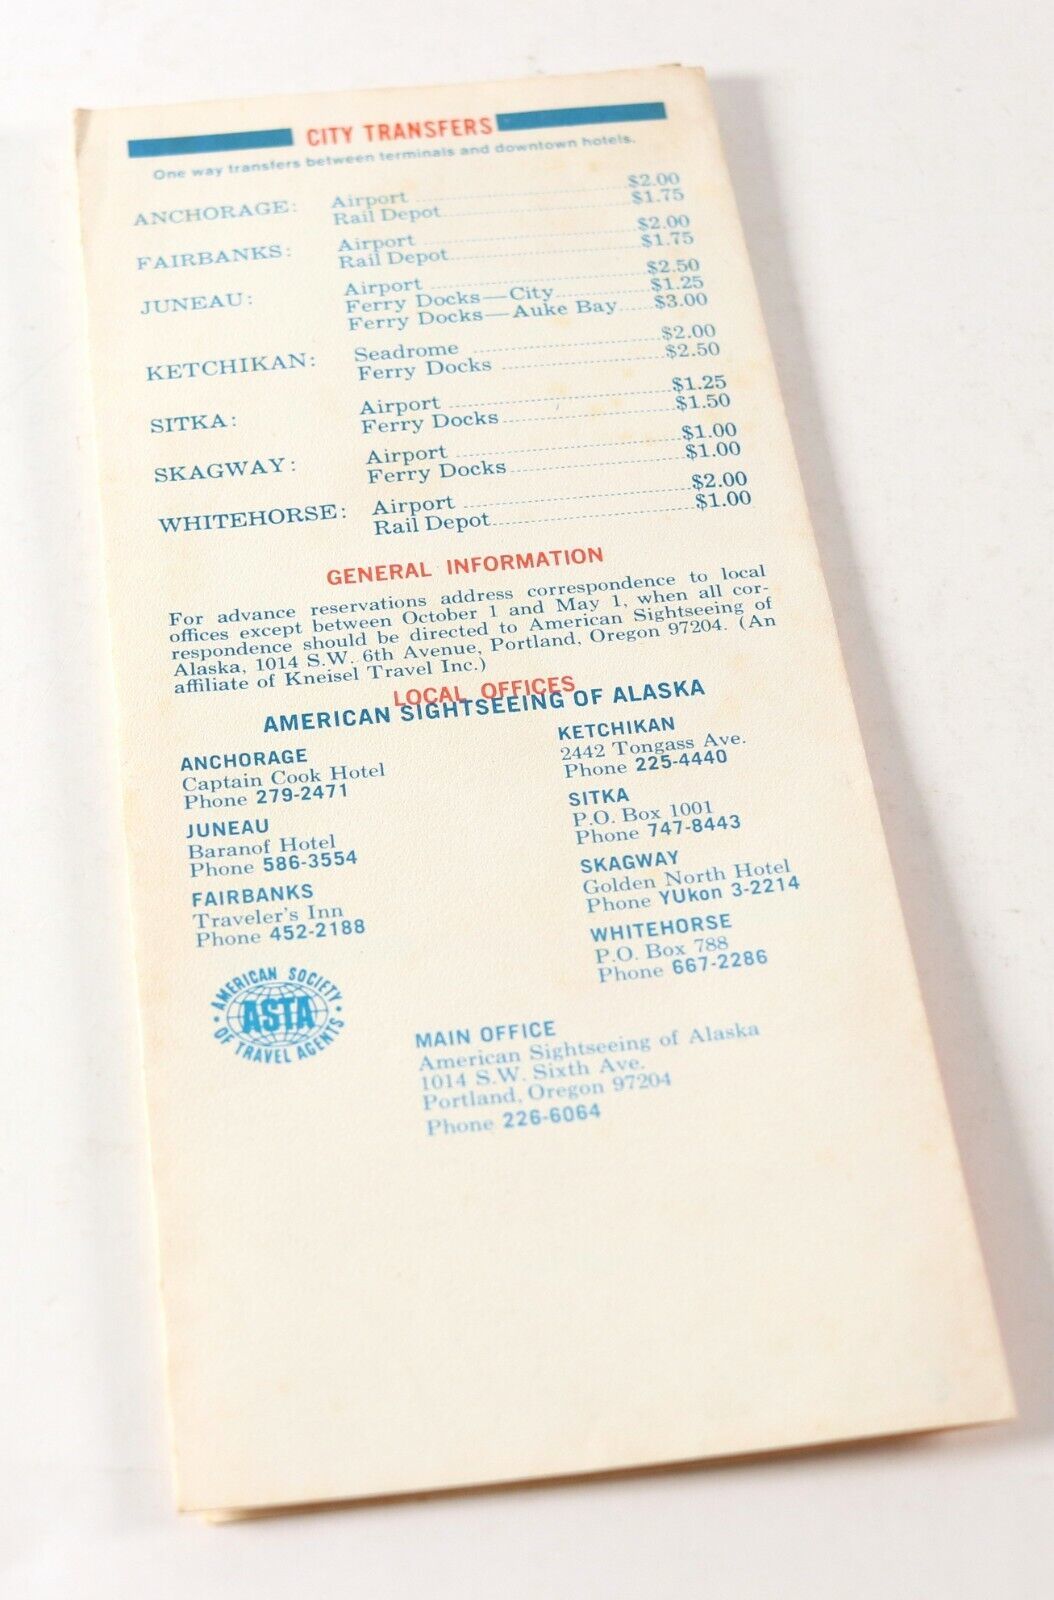 CITY TRANSFERS
One way transfers between terminals and downtown hotels.
ANCHORAGE: Airport ........ $2.00
Rail Depot ........ $1.75
FAIRBANKS: Airport ........ $2.00
Rail Depot ........ $1.75
JUNEAU: Airport ........ $2.50
Ferry Docks—City ........ $1.25
Ferry Docks—Auke Bay ...... $3.00
KETCHIKAN: Seadrome ........ $2.00
Ferry Docks ........ $2.50
SITKA: Airport ........ $1.25
Ferry Docks ........ $1.50
SKAGWAY: Airport ........ $1.00
Ferry Docks ........ $1.00
WHITEHORSE: Airport ........ $2.00
Rail Depot ........ $1.00
GENERAL INFORMATION
For advance reservations address correspondence to local
offices except between October 1 and May 1, when all cor-
respondence should be directed to American Sightseeing of
Alaska, 1014 S.W. 6th Avenue, Portland, Oregon 97204. (An
affiliate of Kneisel Travel Inc.)
LOCAL OFFICES
AMERICAN SIGHTSEEING OF ALASKA
ANCHORAGE
Captain Cook Hotel
Phone 279-2471
JUNEAU
Baranof Hotel
Phone 586-3554
FAIRBANKS
Traveler's Inn
Phone 452-2188
KETCHIKAN
2442 Tongass Ave.
Phone 225-4440
SITKA
P.O. Box 1001
Phone 747-8443
SKAGWAY
Golden North Hotel
Phone YUkon 3-2214
WHITEHORSE
P.O. Box 788
Phone 667-2286
AMERICAN SOCIETY
ASTA
OF TRAVEL AGENTS
MAIN OFFICE
American Sightseeing of Alaska
1014 S.W. Sixth Ave.
Portland, Oregon 97204
Phone 226-6064